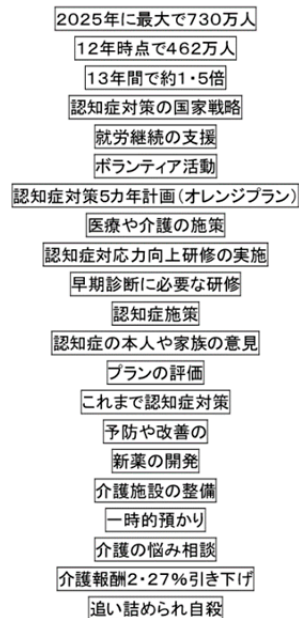 2025年に最大で730万人
12年時点で462万人
13年間で約1・5倍
認知症対策の国家戦略
就労継続の支援
ボランティア活動
認知症対策5カ年計画(オレンジプラン)
医療や介護の施策
認知症対応力向上研修の実施
早期診断に必要な研修
認知症施策
認知症の本人や家族の意見
プランの評価
これまで認知症対策
予防や改善の
新薬の開発
介護施設の整備
一時的預かり
介護の悩み相談
介護報酬2・27%引き下げ
追い詰められ自殺